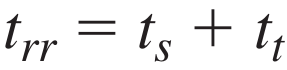 t_rr = t_s + t_t